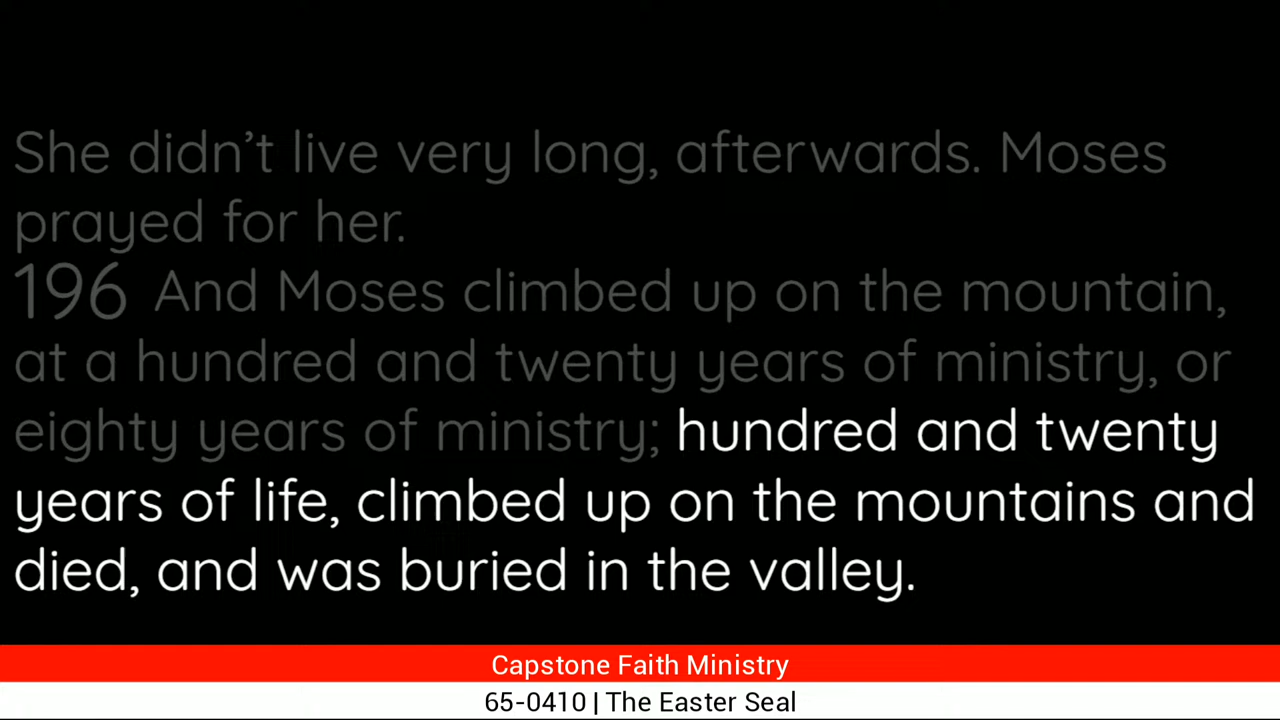 She didn’t live very long, afterwards. Moses
prayed for her.
196 And Moses climbed up on the mountain,
at a hundred and twenty years of ministry, or
eighty years of ministry; hundred and twenty
years of life, climbed up on the mountains and
died, and was buried in the valley.
Capstone Faith Ministry
65-0410 | The Easter Seal